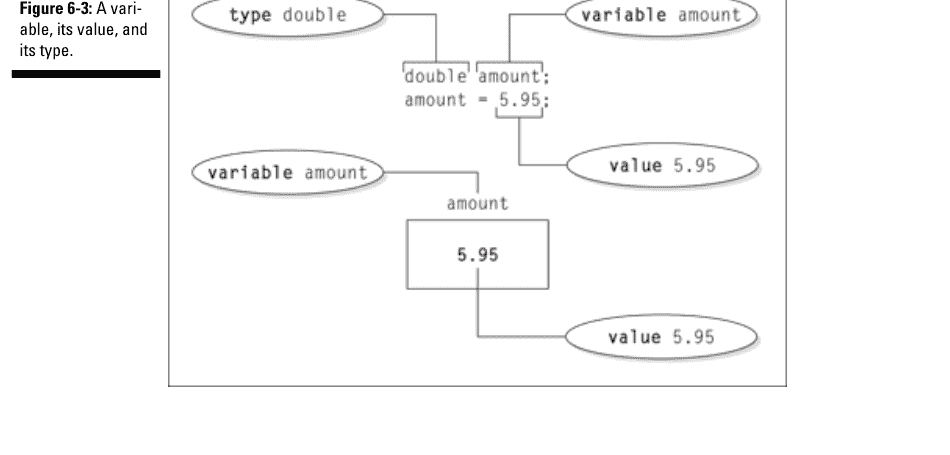 Figure 6-3: A vari-
able, its value, and
its type.
type double
variable amount
double amount;
amount = 5.95;
value 5.95
variable amount
amount
5.95
value 5.95